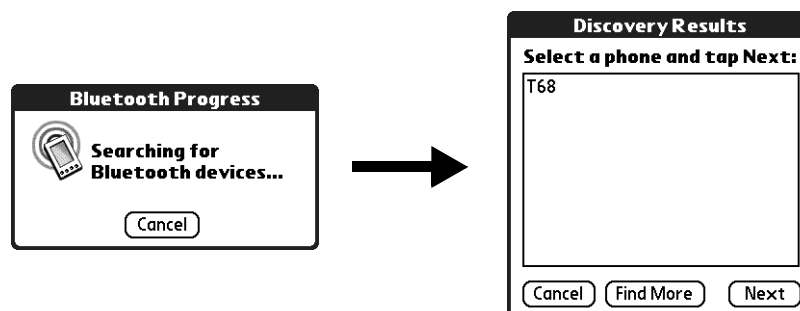 Bluetooth Progress
Searching for
Bluetooth devices...
Cancel
Discovery Results
Select a phone and tap Next:
T68
Cancel Find More Next